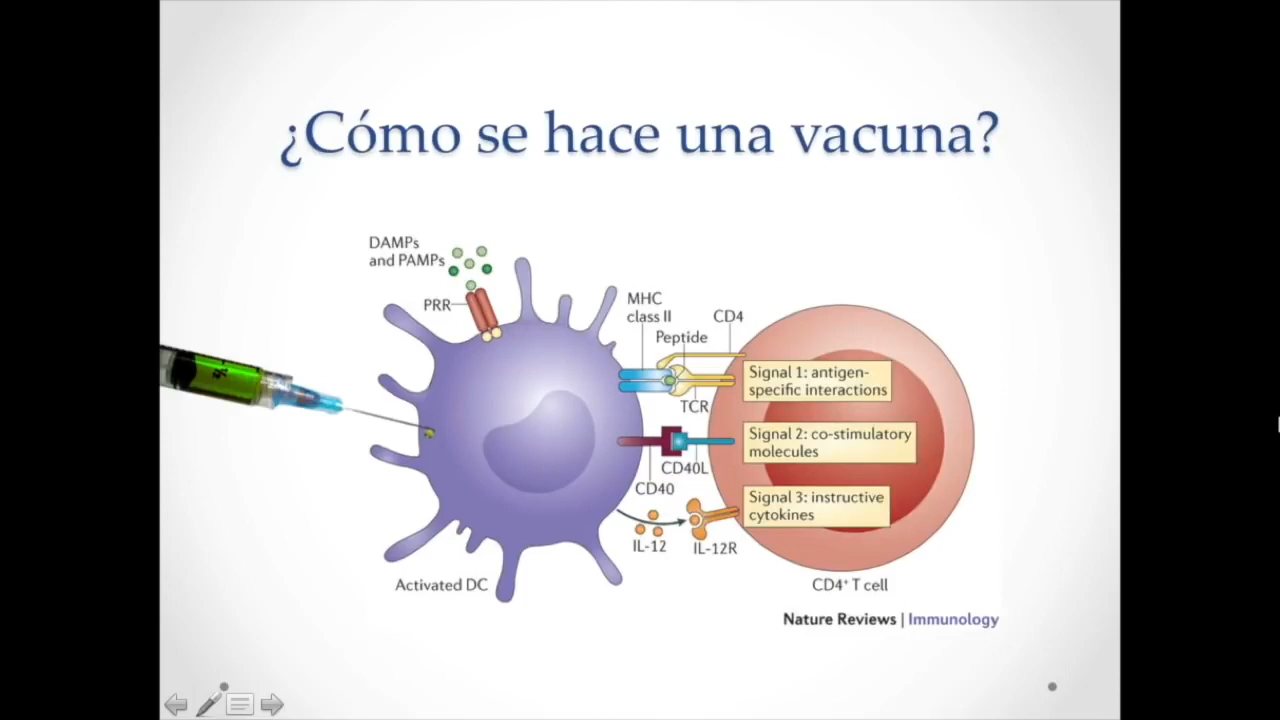 ¿Cómo se hace una vacuna?
DAMPs
and PAMPs
PRR
MHC
class II
CD4
Peptide
TCR
Signal 1: antigen-
specific interactions
Signal 2: co-stimulatory
molecules
CD40L
CD40
Signal 3: instructive
cytokines
IL-12
IL-12R
Activated DC
CD4⁺ T cell
Nature Reviews | Immunology